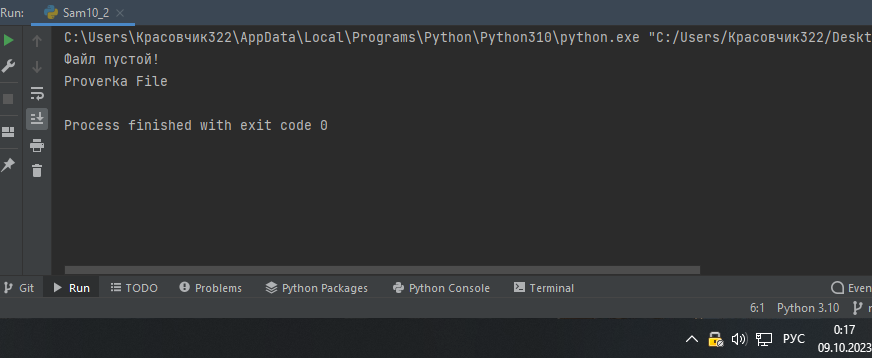 Run: Sam10_2
C:\Users\Красовчик322\AppData\Local\Programs\Python\Python310\python.exe "C:/Users/Красовчик322/Deskt
Файл пустой!
Proverka File
Process finished with exit code 0
Git Run TODO Problems Python Packages Python Console Terminal Even
6:1 Python 3.10
РУС 0:17
09.10.2023